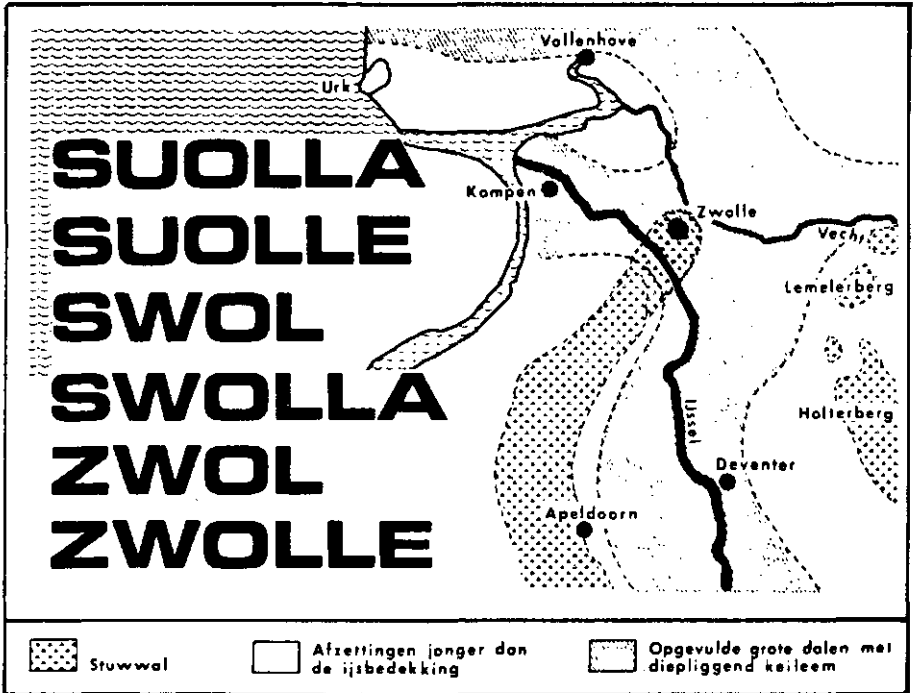 Vollenhove
Urk
SUOLLA
Kampen
Zwolle
SUOLLE
Vecht
Lemelerberg
SWOL
SWOLLA
IJssel
Holterberg
ZWOL
Deventer
Apeldoorn
ZWOLLE
Stuwwal
Afzettingen jonger dan
de ijsbedekking
Opgevulde grote dalen met
diepliggend keileem